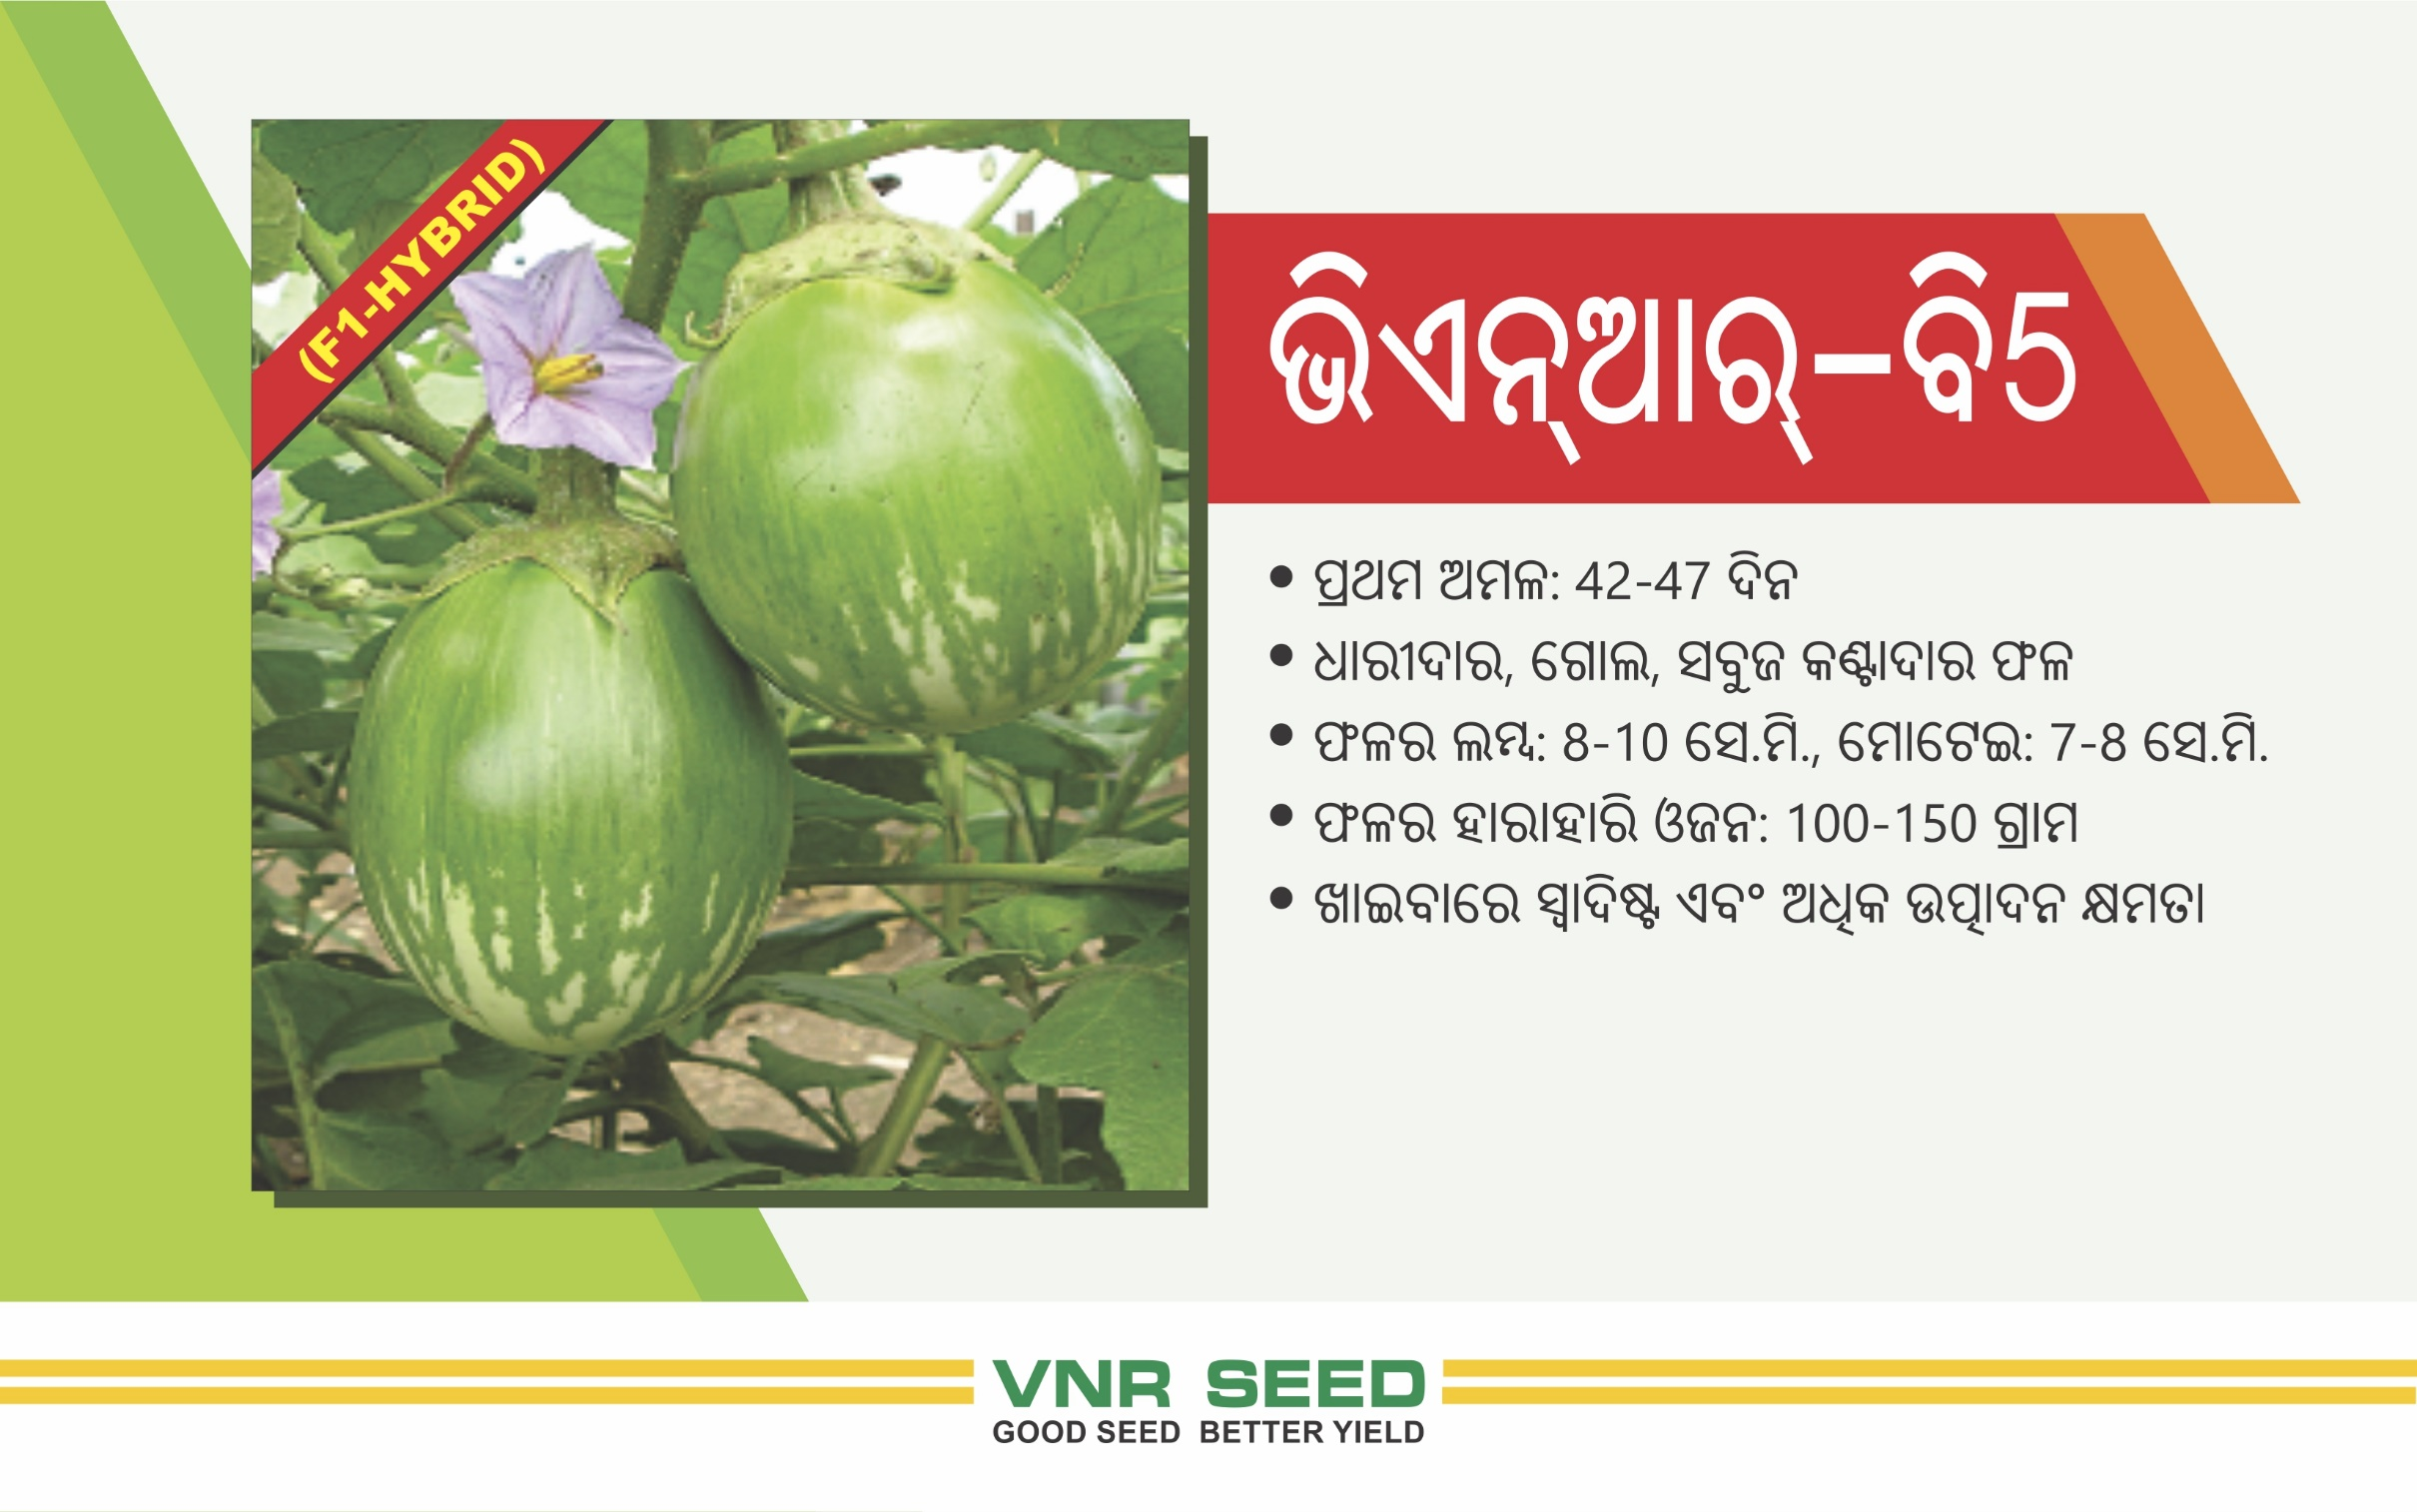 (F1-HYBRID))
ଭିଏନ୍ଆର୍-ବି5
• ପ୍ରଥମ ଅମଳ: 42-47 ଦିନ
• ଧାରୀଦାର, ଗୋଲ, ସବୁଜ କଣ୍ଟାଦାର ଫଳ
• ଫଳର ଲମ୍ବ: 8-10 ସେ.ମି., ମୋଟେଇ: 7-8 ସେ.ମି.
• ଫଳର ହାରାହାରି ଓଜନ: 100-150 ଗ୍ରାମ
• ଖାଇବାରେ ସ୍ୱାଦିଷ୍ଟ ଏବଂ ଅଧିକ ଉତ୍ପାଦନ କ୍ଷମତା
VNR SEED
GOOD SEED BETTER YIELD